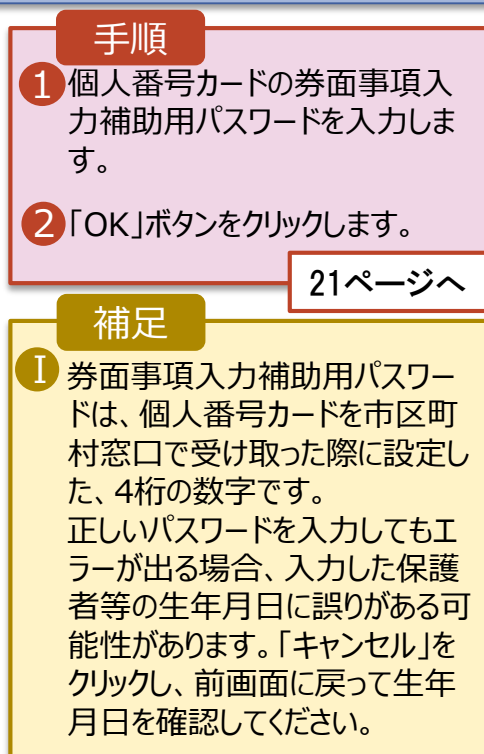 手順
1 個人番号カードの券面事項入
力補助用パスワードを入力しま
す。
2 「OK」ボタンをクリックします。
21ページへ
補足
I 券面事項入力補助用パスワー
ドは、個人番号カードを市区町
村窓口で受け取った際に設定し
た、4桁の数字です。
正しいパスワードを入力してもエ
ラーが出る場合、入力した保護
者等の生年月日に誤りがある可
能性があります。「キャンセル」を
クリックし、前画面に戻って生年
月日を確認してください。